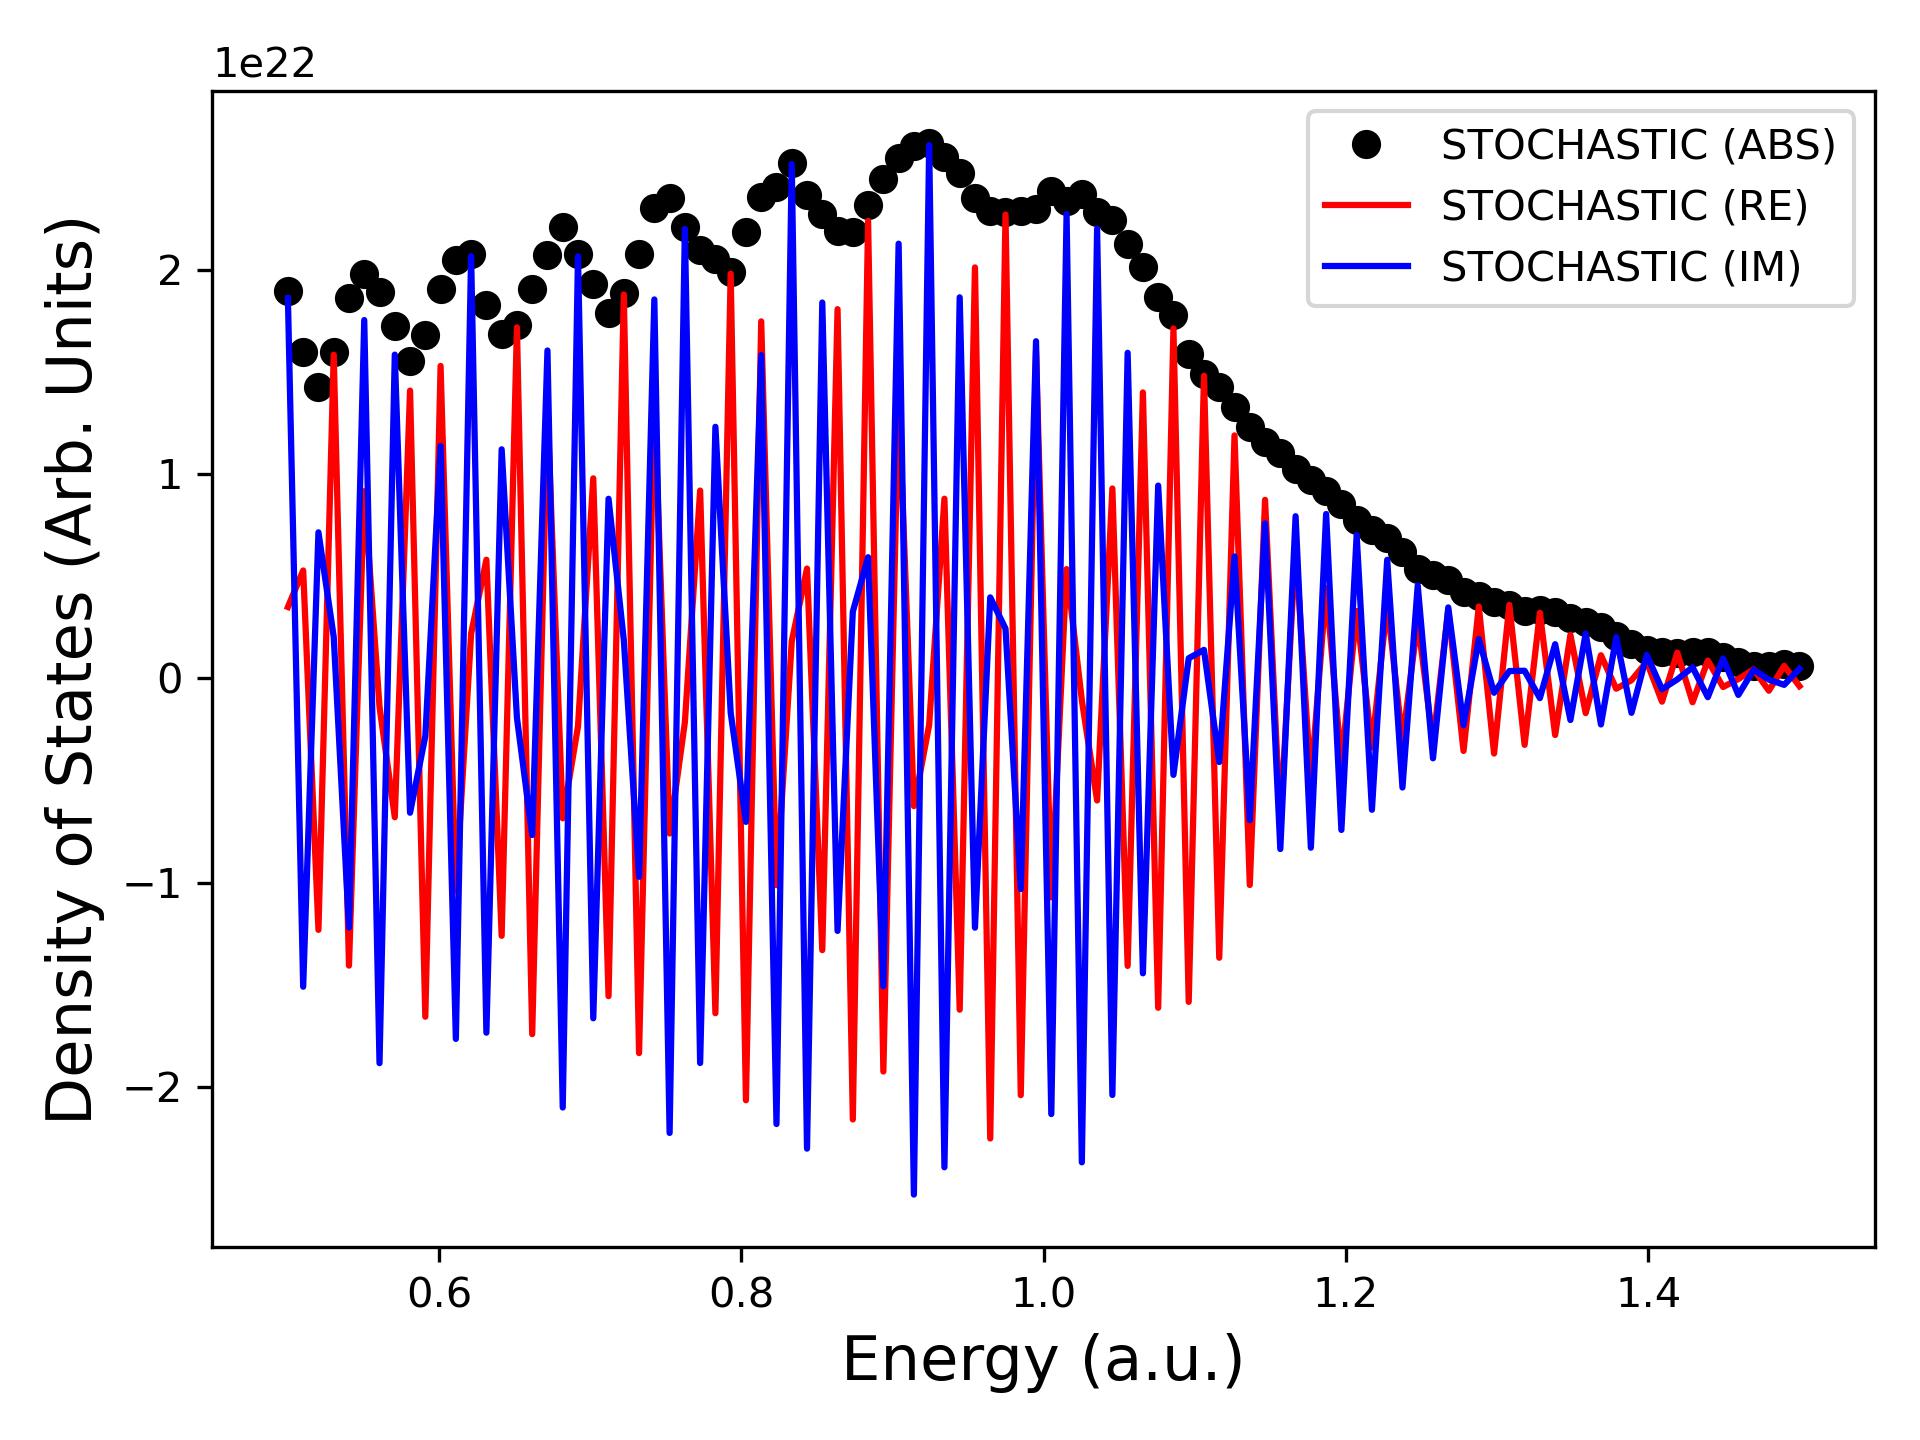 1e22
Density of States (Arb. Units)
2
1
0
−1
−2
STOCHASTIC (ABS)
STOCHASTIC (RE)
STOCHASTIC (IM)
0.6 0.8 1.0 1.2 1.4
Energy (a.u.)